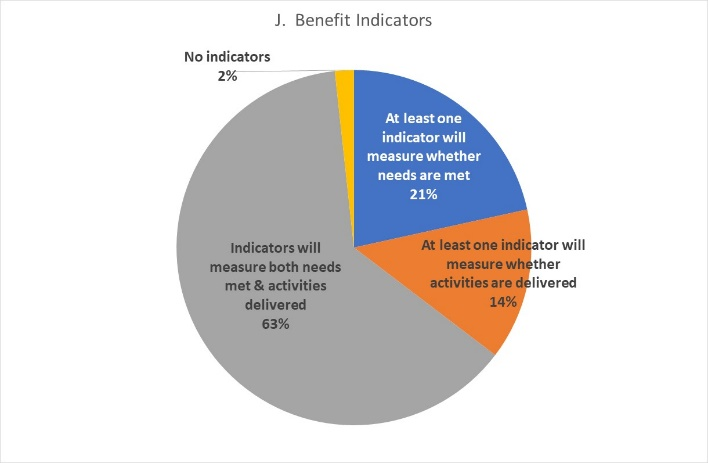 J.  Benefit Indicators
No indicators
2%
At least one
indicator will
measure whether
needs are met
21%
At least one indicator will
measure whether
activities are delivered
14%
Indicators will
measure both needs
met & activities
delivered
63%